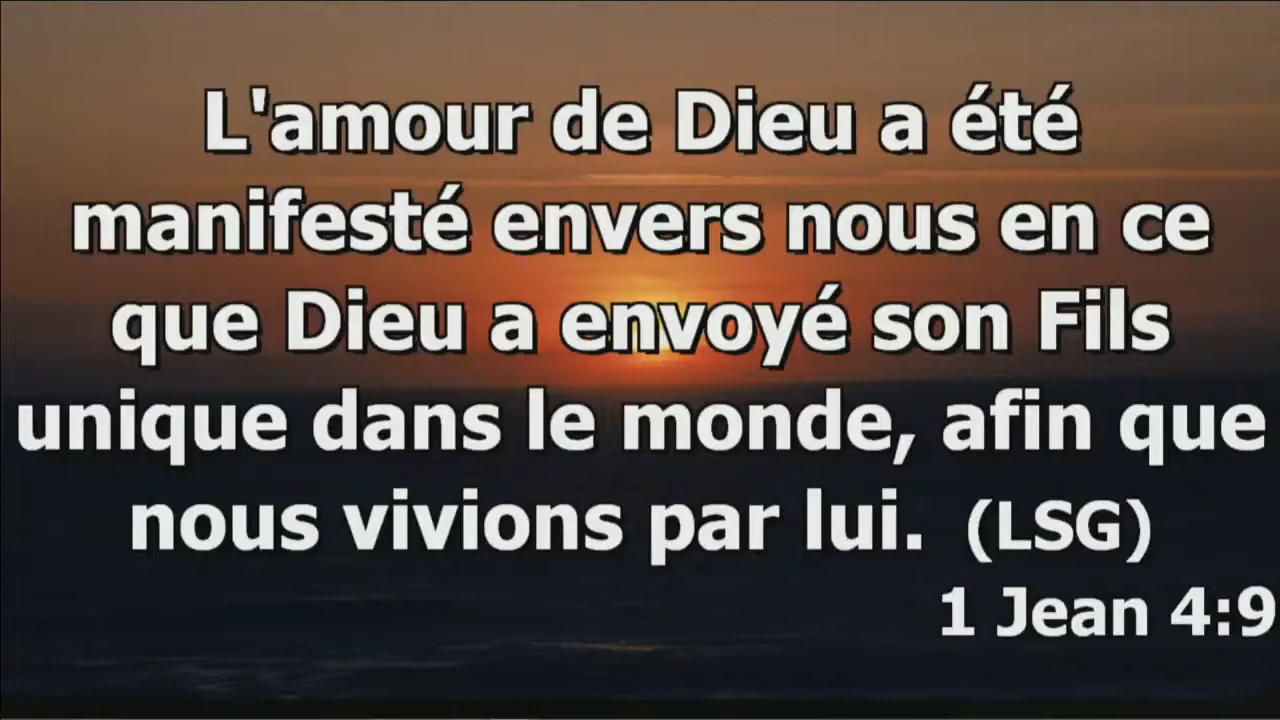 L'amour de Dieu a été
manifesté envers nous en ce
que Dieu a envoyé son Fils
unique dans le monde, afin que
nous vivions par lui. (LSG)
1 Jean 4:9